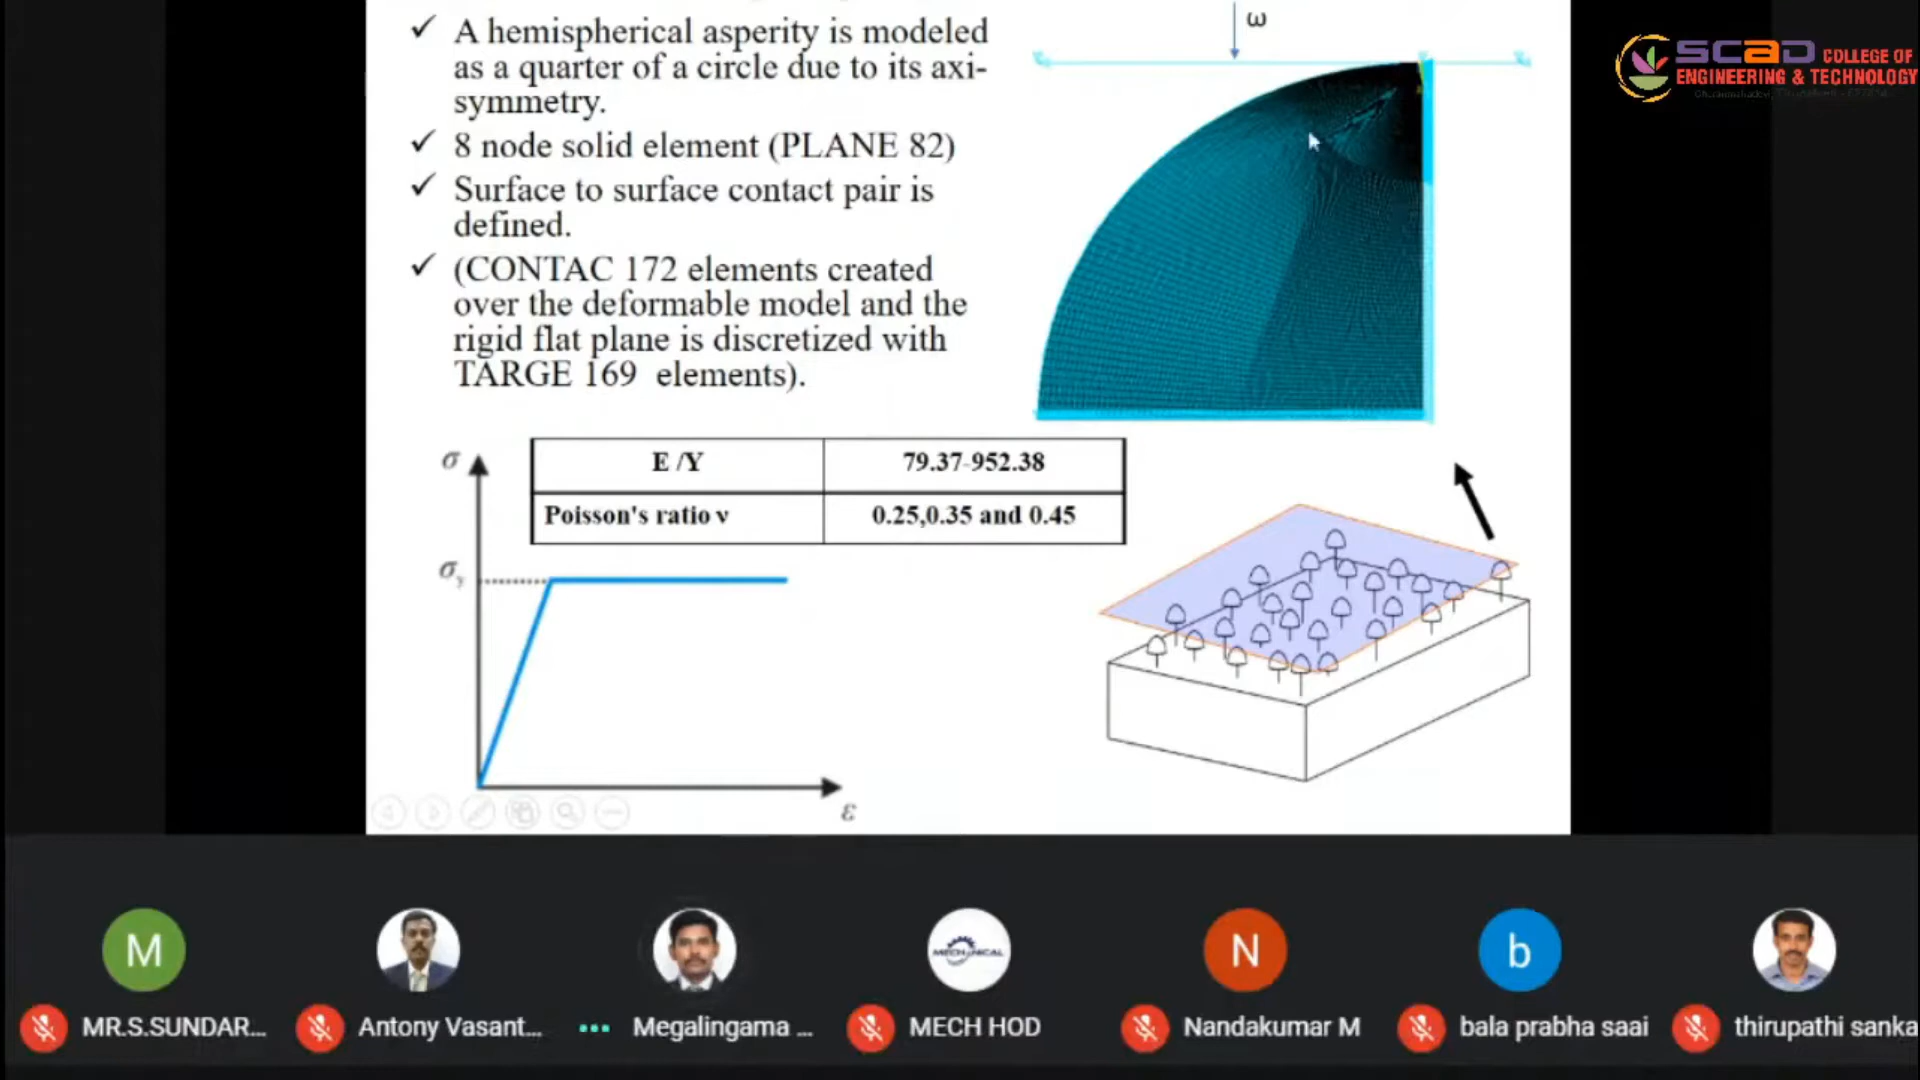 ✓ A hemispherical asperity is modeled
as a quarter of a circle due to its axi-
symmetry.
✓ 8 node solid element (PLANE 82)
✓ Surface to surface contact pair is
defined.
✓ (CONTAC 172 elements created
over the deformable model and the
rigid flat plane is discretized with
TARGE 169 elements).
ω
SCAD COLLEGE OF
ENGINEERING & TECHNOLOGY
E /Y 79.37-952.38
Poisson's ratio ν 0.25,0.35 and 0.45
σ
σy
ε
M
MECHANICAL
N
b
MR.S.SUNDAR...
Antony Vasant...
Megalingama ...
MECH HOD
Nandakumar M
bala prabha saai
thirupathi sanka